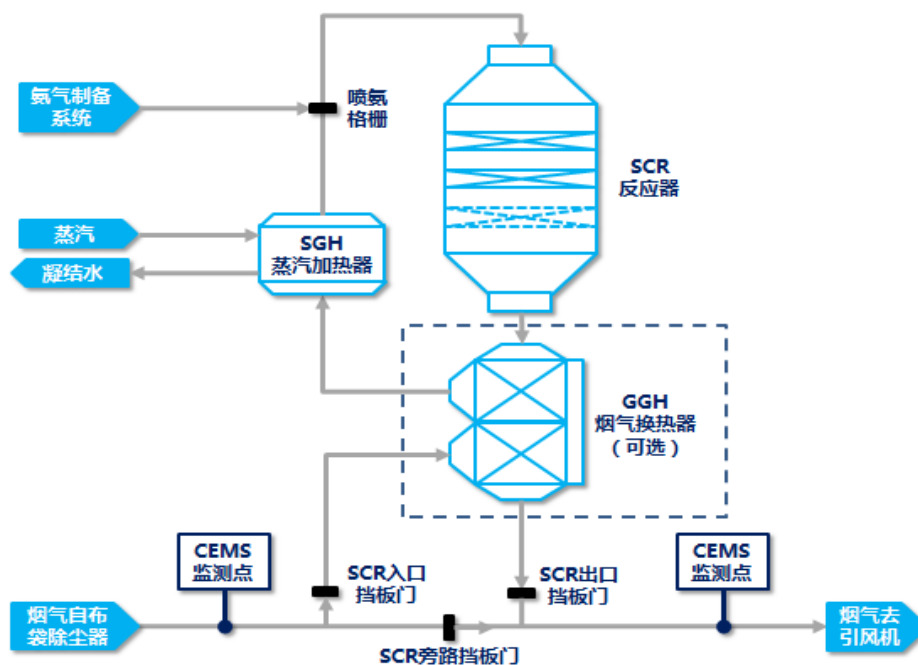 氨气制备
系统
喷氨
格栅
SCR
反应器
蒸汽
凝结水
SGH
蒸汽加热器
GGH
烟气换热器
（可选）
CEMS
监测点
SCR入口
挡板门
SCR出口
挡板门
CEMS
监测点
烟气自布
袋除尘器
SCR旁路挡板门
烟气去
引风机